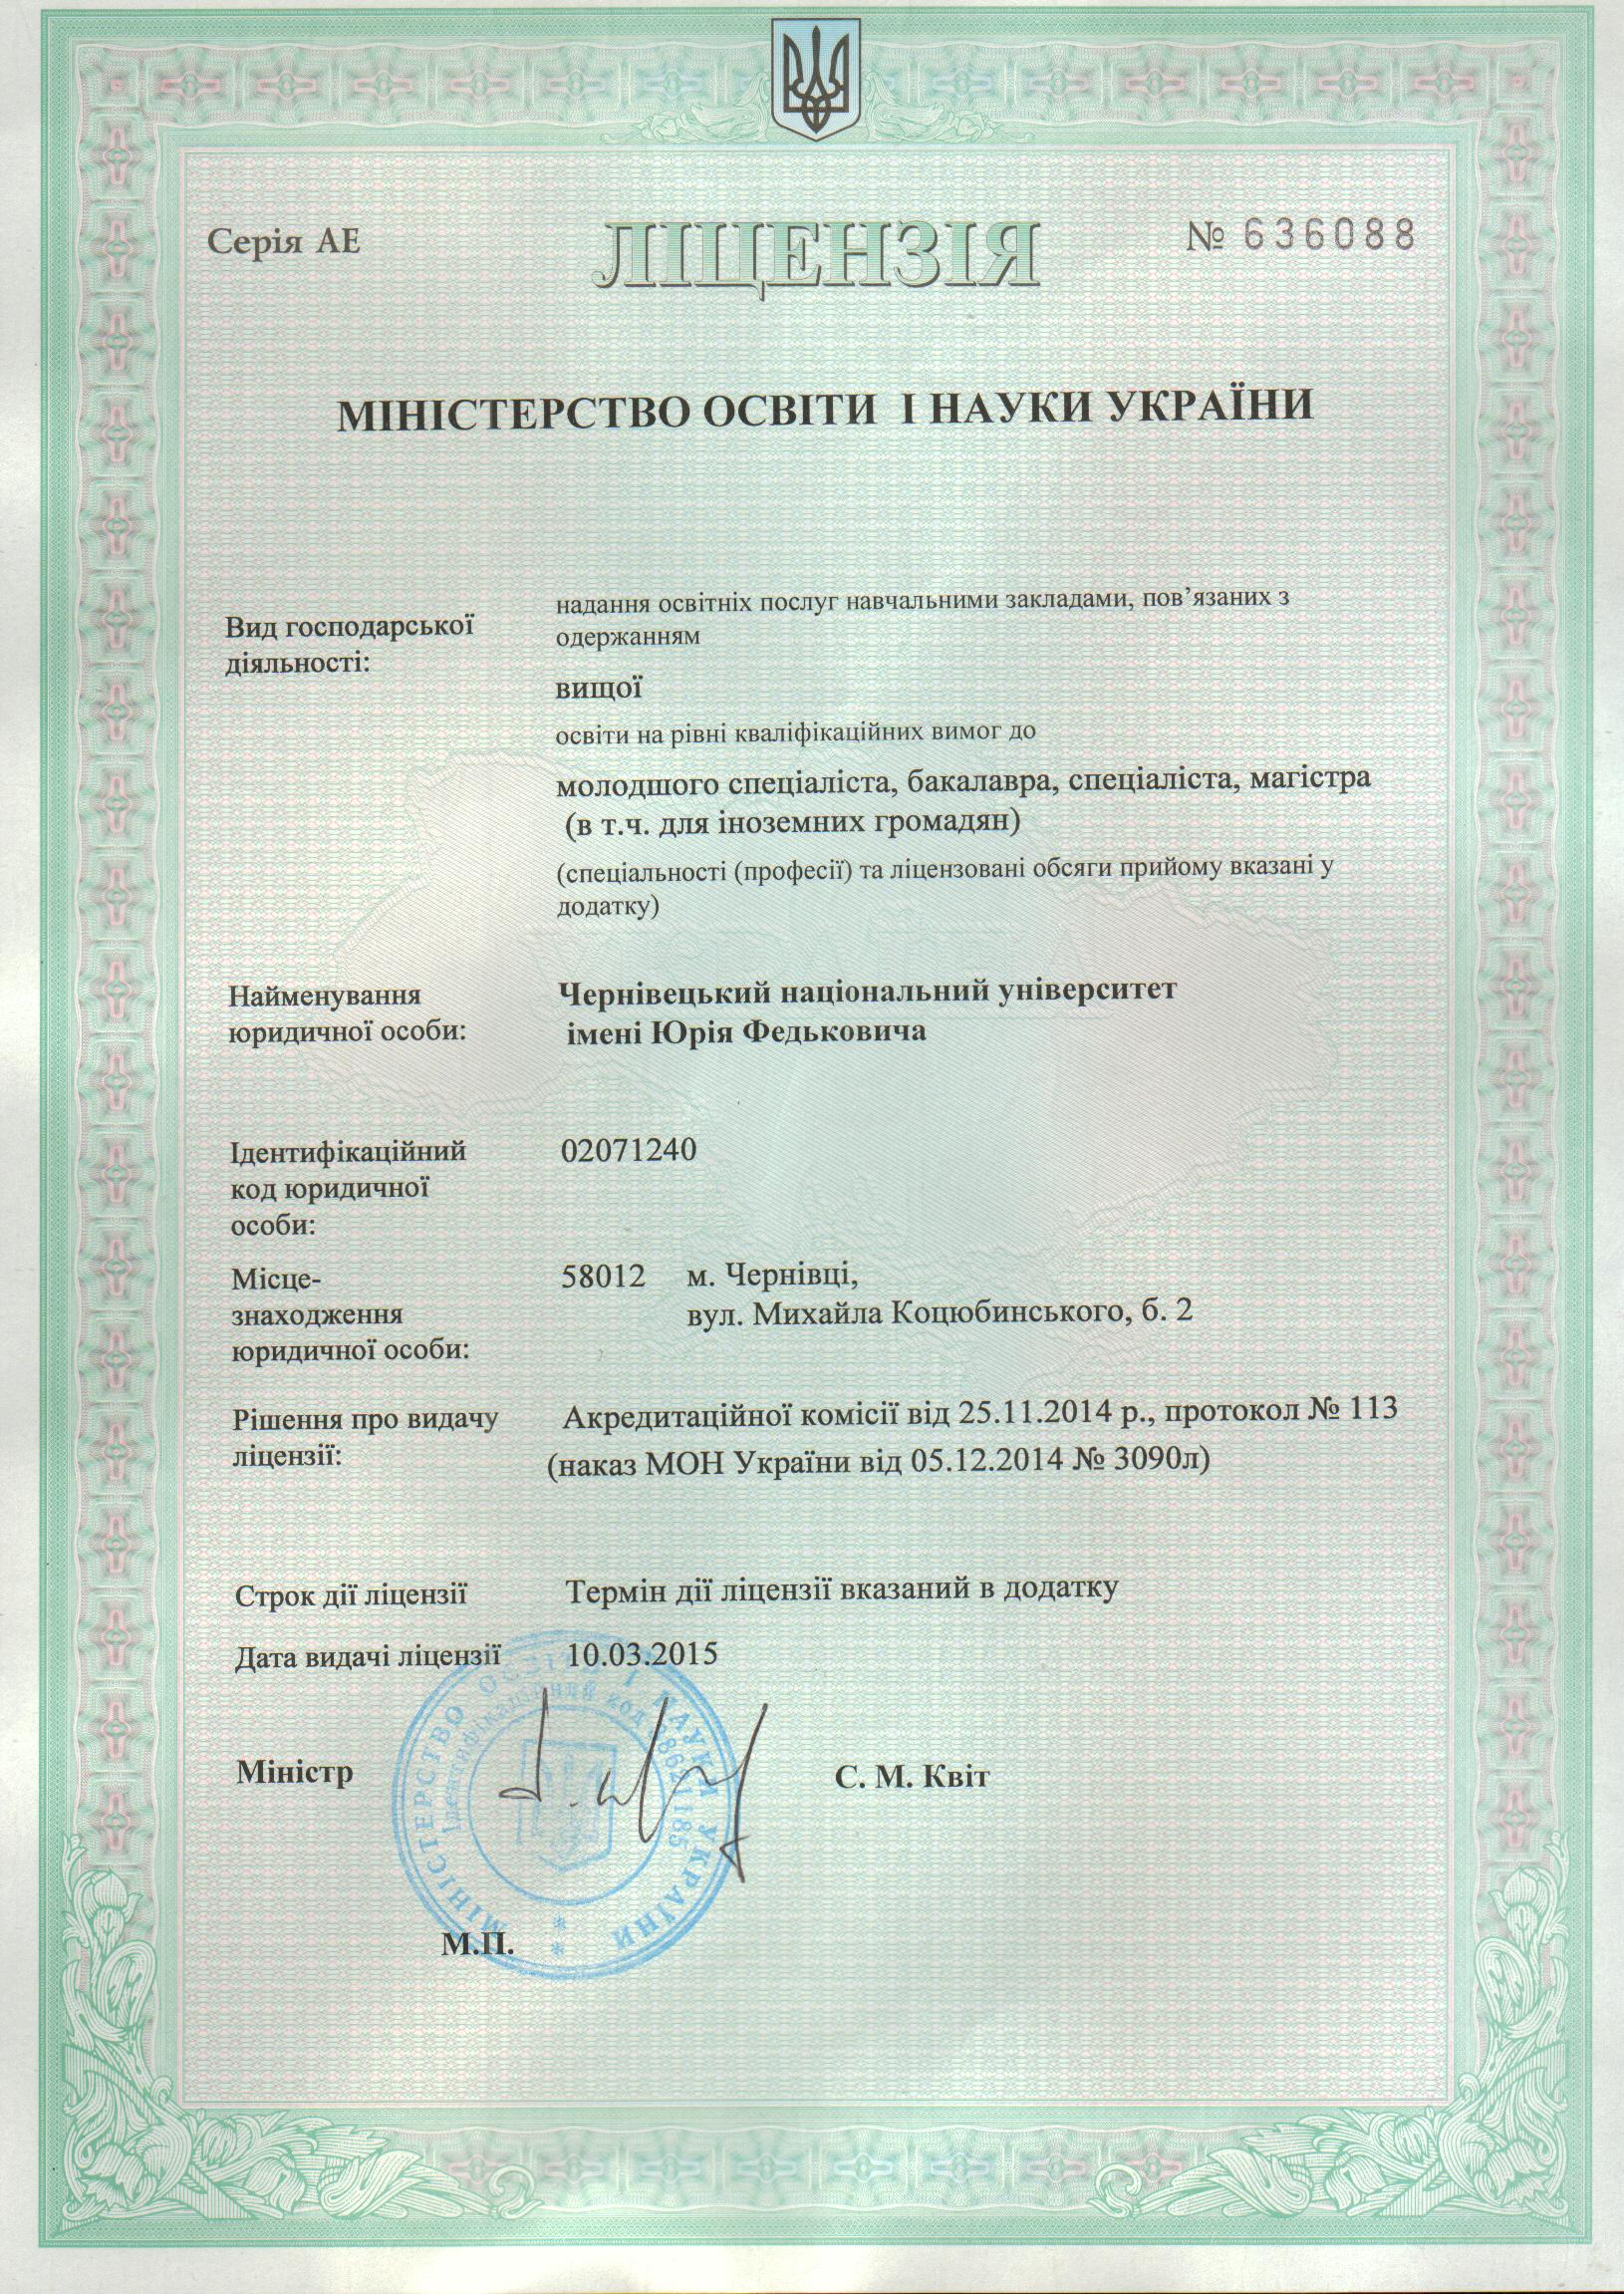 Серія АЕ
ЛІЦЕНЗІЯ
№ 636088
МІНІСТЕРСТВО ОСВІТИ І НАУКИ УКРАЇНИ
Вид господарської
діяльності:
надання освітніх послуг навчальними закладами, пов’язаних з
одержанням
вищої
освіти на рівні кваліфікаційних вимог до
молодшого спеціаліста, бакалавра, спеціаліста, магістра
(в т.ч. для іноземних громадян)
(спеціальності (професії) та ліцензовані обсяги прийому вказані у
додатку)
Найменування
юридичної особи:
Чернівецький національний університет
імені Юрія Федьковича
Ідентифікаційний
код юридичної
особи:
02071240
Місце-
знаходження
юридичної особи:
58012 м. Чернівці,
вул. Михайла Коцюбинського, б. 2
Рішення про видачу
ліцензії:
Акредитаційної комісії від 25.11.2014 р., протокол № 113
(наказ МОН України від 05.12.2014 № 3090л)
Строк дії ліцензії
Термін дії ліцензії вказаний в додатку
Дата видачі ліцензії
10.03.2015
Міністр
С. М. Квіт
М.П.
МІНІСТЕРСТВО ОСВІТИ І НАУКИ УКРАЇНИ
Ідентифікаційний код